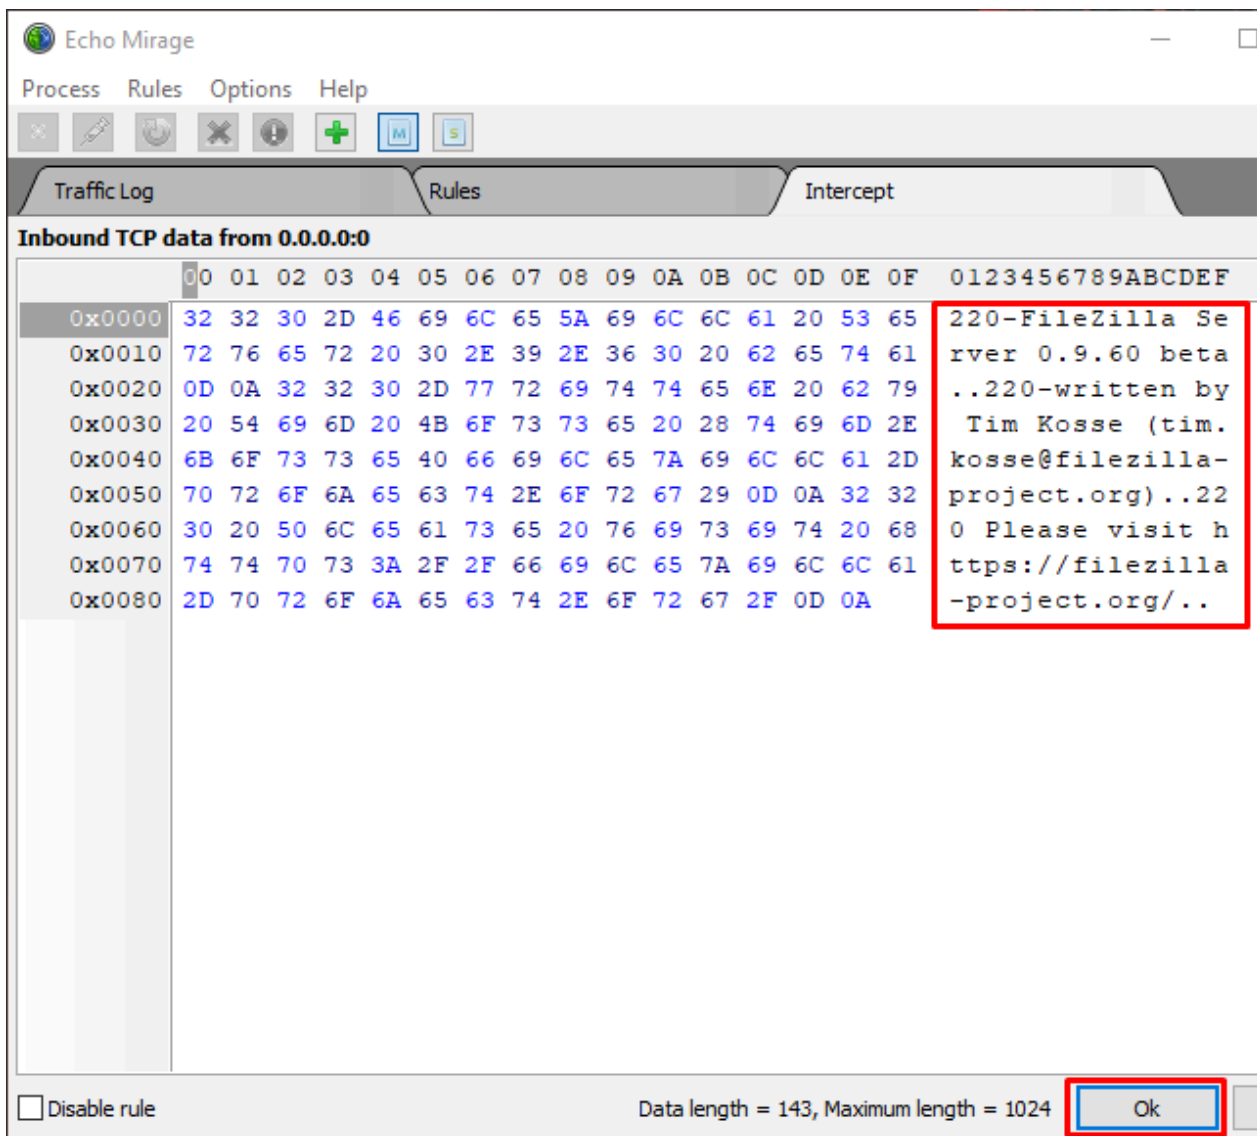 Echo Mirage
Process Rules Options Help
M S
Traffic Log Rules Intercept
Inbound TCP data from 0.0.0.0:0
00 01 02 03 04 05 06 07 08 09 0A 0B 0C 0D 0E 0F 0123456789ABCDEF
0x0000 32 32 30 2D 46 69 6C 65 5A 69 6C 6C 61 20 53 65 220-FileZilla Se
0x0010 72 76 65 72 20 30 2E 39 2E 36 30 20 62 65 74 61 rver 0.9.60 beta
0x0020 0D 0A 32 32 30 2D 77 72 69 74 74 65 6E 20 62 79 ..220-written by
0x0030 20 54 69 6D 20 4B 6F 73 73 65 20 28 74 69 6D 2E Tim Kosse (tim.
0x0040 6B 6F 73 73 65 40 66 69 6C 65 7A 69 6C 6C 61 2D kosse@filezilla-
0x0050 70 72 6F 6A 65 63 74 2E 6F 72 67 29 0D 0A 32 32 project.org)..22
0x0060 30 20 50 6C 65 61 73 65 20 76 69 73 69 74 20 68 0 Please visit h
0x0070 74 74 70 73 3A 2F 2F 66 69 6C 65 7A 69 6C 6C 61 ttps://filezilla
0x0080 2D 70 72 6F 6A 65 63 74 2E 6F 72 67 2F 0D 0A -project.org/..
Disable rule Data length = 143, Maximum length = 1024 Ok